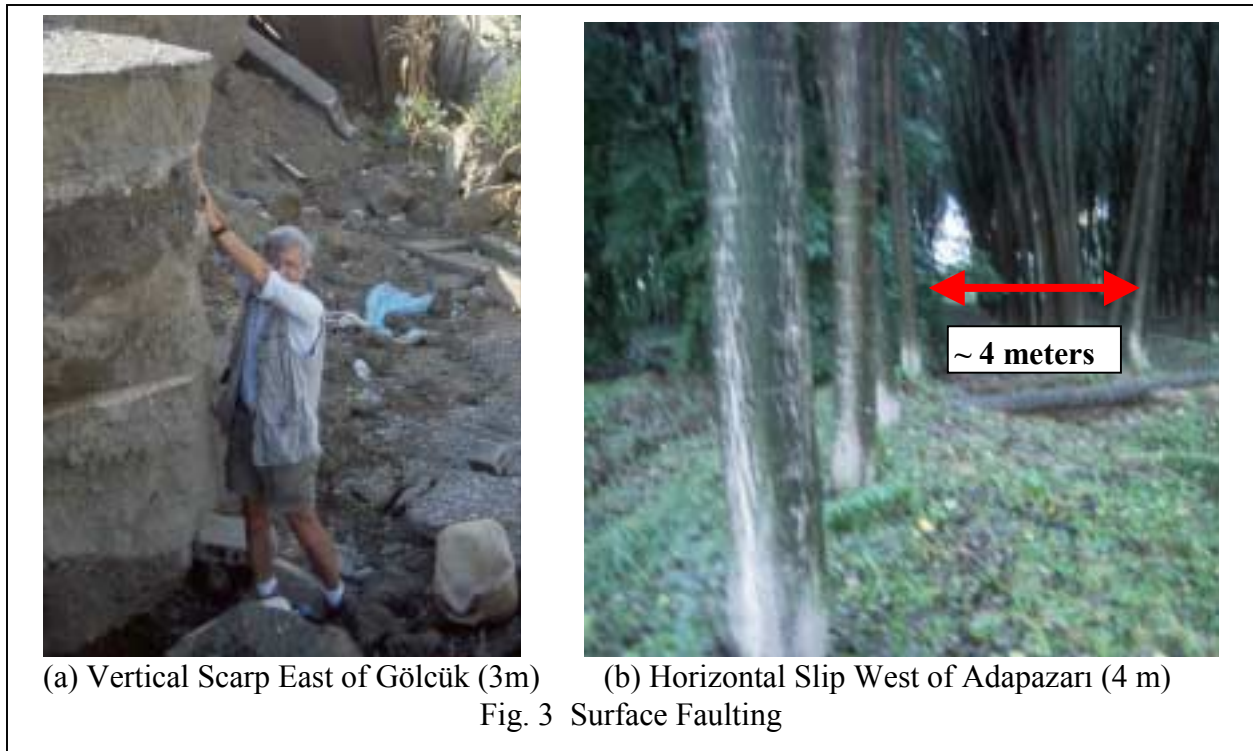 ~ 4 meters
(a) Vertical Scarp East of Gölcük (3m) (b) Horizontal Slip West of Adapazarı (4 m)
Fig. 3 Surface Faulting